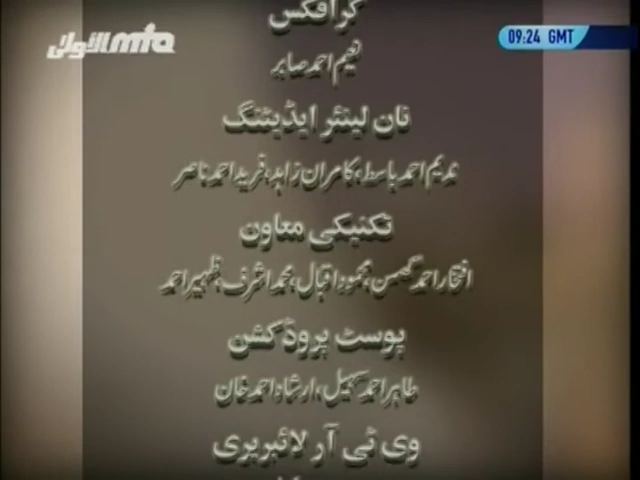 گرافکس
mta الاولیٰ
09:24 GMT
نعیم احمد صابر
نان لینئر ایڈیٹنگ
ندیم احمد باسط، کامران زاہد، فرید احمد ناصر
تکنیکی معاون
افتخار احمد گھمن، محمود اقبال، محمد اشرف، ظہیر احمد
پوسٹ پروڈکشن
طاہر احمد سہیل، ارشاد احمد خان
وی ٹی آر لائبریری